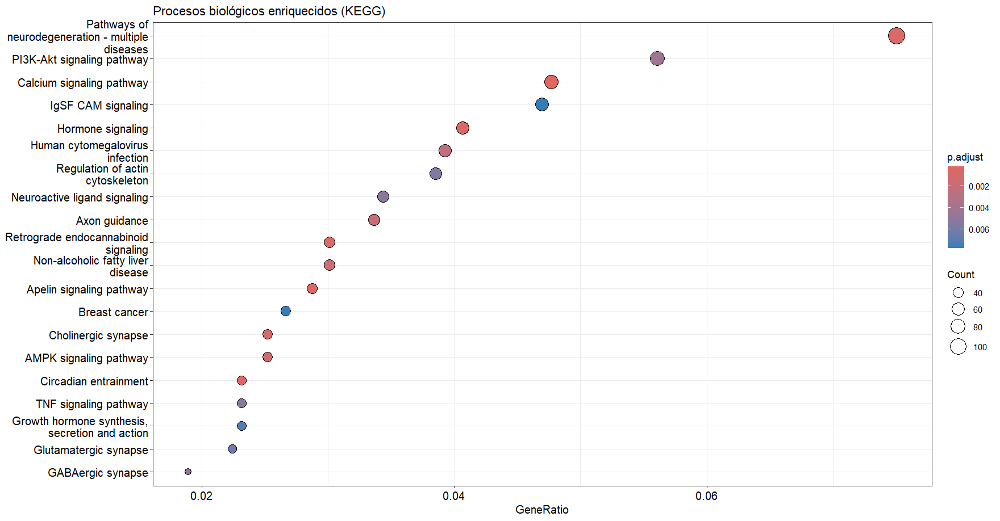 Procesos biológicos enriquecidos (KEGG)
Pathways of
neurodegeneration - multiple
diseases
PI3K-Akt signaling pathway
Calcium signaling pathway
IgSF CAM signaling
Hormone signaling
Human cytomegalovirus
infection
Regulation of actin
cytoskeleton
Neuroactive ligand signaling
Axon guidance
Retrograde endocannabinoid
signaling
Non-alcoholic fatty liver
disease
Apelin signaling pathway
Breast cancer
Cholinergic synapse
AMPK signaling pathway
Circadian entrainment
TNF signaling pathway
Growth hormone synthesis,
secretion and action
Glutamatergic synapse
GABAergic synapse
0.02
0.04
0.06
GeneRatio
p.adjust
0.002
0.004
0.006
Count
40
60
80
100